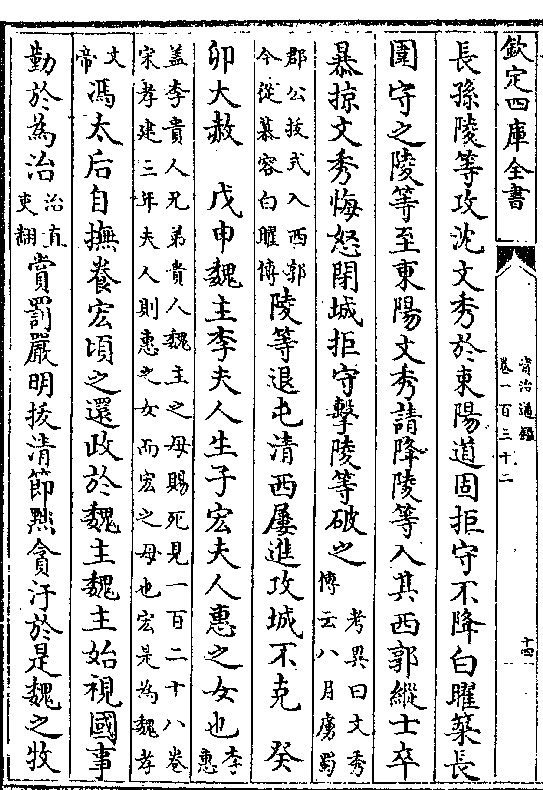 欽定四庫全書
資治通鑑
卷一百三十二
十四
長孫陵等攻沈文秀於東陽道固拒守不降白曜築長
圍守之陵等至東陽文秀請降陵等入其西郭縱士卒
暴掠文秀悔怒閉城拒守擊陵等破之考異曰文秀傳云八月虜蜀
郡公拔式入西郭今從慕容白曜傳陵等退屯清西屢進攻城不克 癸
卯大赦 戊申魏主李夫人生子宏夫人惠之女也李惠
盖李貴人兄弟貴人魏主之母賜死見一百二十八卷宋孝建三年夫人則惠之女而宏之母也宏是為魏孝
文帝馮太后自撫養宏頃之還政於魏主魏主始視國事
勤於為治治直吏翻賞罰嚴明拔清節黜貪汙於是魏之牧